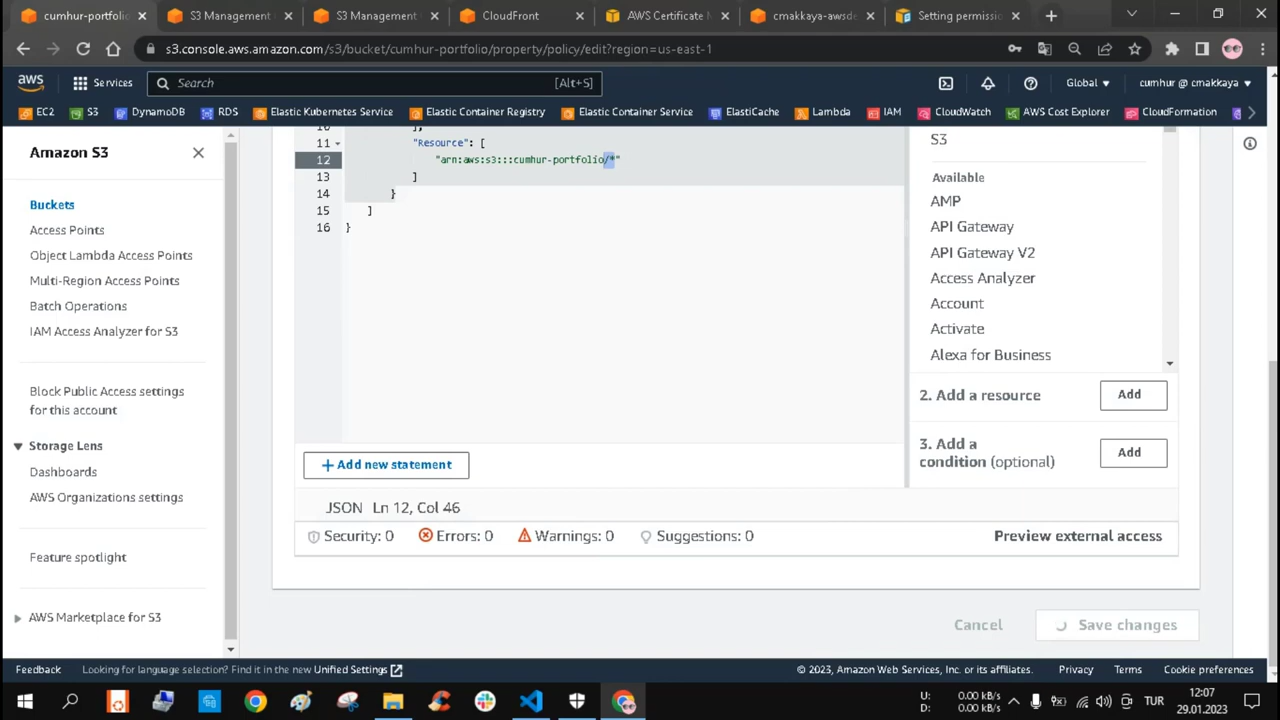 cumhur-portfolio
S3 Management
S3 Management
CloudFront
AWS Certificate M
cmakkaya-awsde
Setting permissio
s3.console.aws.amazon.com/s3/bucket/cumhur-portfolio/property/policy/edit?region=us-east-1
aws
Services
Search
[Alt+S]
Global
cumhur @ cmakkaya
EC2
S3
DynamoDB
RDS
Elastic Kubernetes Service
Elastic Container Registry
Elastic Container Service
ElastiCache
Lambda
IAM
CloudWatch
AWS Cost Explorer
CloudFormation
Amazon S3
Buckets
Access Points
Object Lambda Access Points
Multi-Region Access Points
Batch Operations
IAM Access Analyzer for S3
Block Public Access settings
for this account
Storage Lens
Dashboards
AWS Organizations settings
Feature spotlight
AWS Marketplace for S3
10 ],
11 "Resource": [
12 "arn:aws:s3:::cumhur-portfolio/*"
13 ]
14 }
15 ]
16 }
+ Add new statement
JSON Ln 12, Col 46
Security: 0
Errors: 0
Warnings: 0
Suggestions: 0
Preview external access
S3
Available
AMP
API Gateway
API Gateway V2
Access Analyzer
Account
Activate
Alexa for Business
2. Add a resource
Add
3. Add a
condition (optional)
Add
Cancel
Save changes
Feedback
Looking for language selection? Find it in the new Unified Settings
© 2023, Amazon Web Services, Inc. or its affiliates.
Privacy
Terms
Cookie preferences
U: 0.00 kB/s
D: 0.00 kB/s
TUR
12:07
29.01.2023